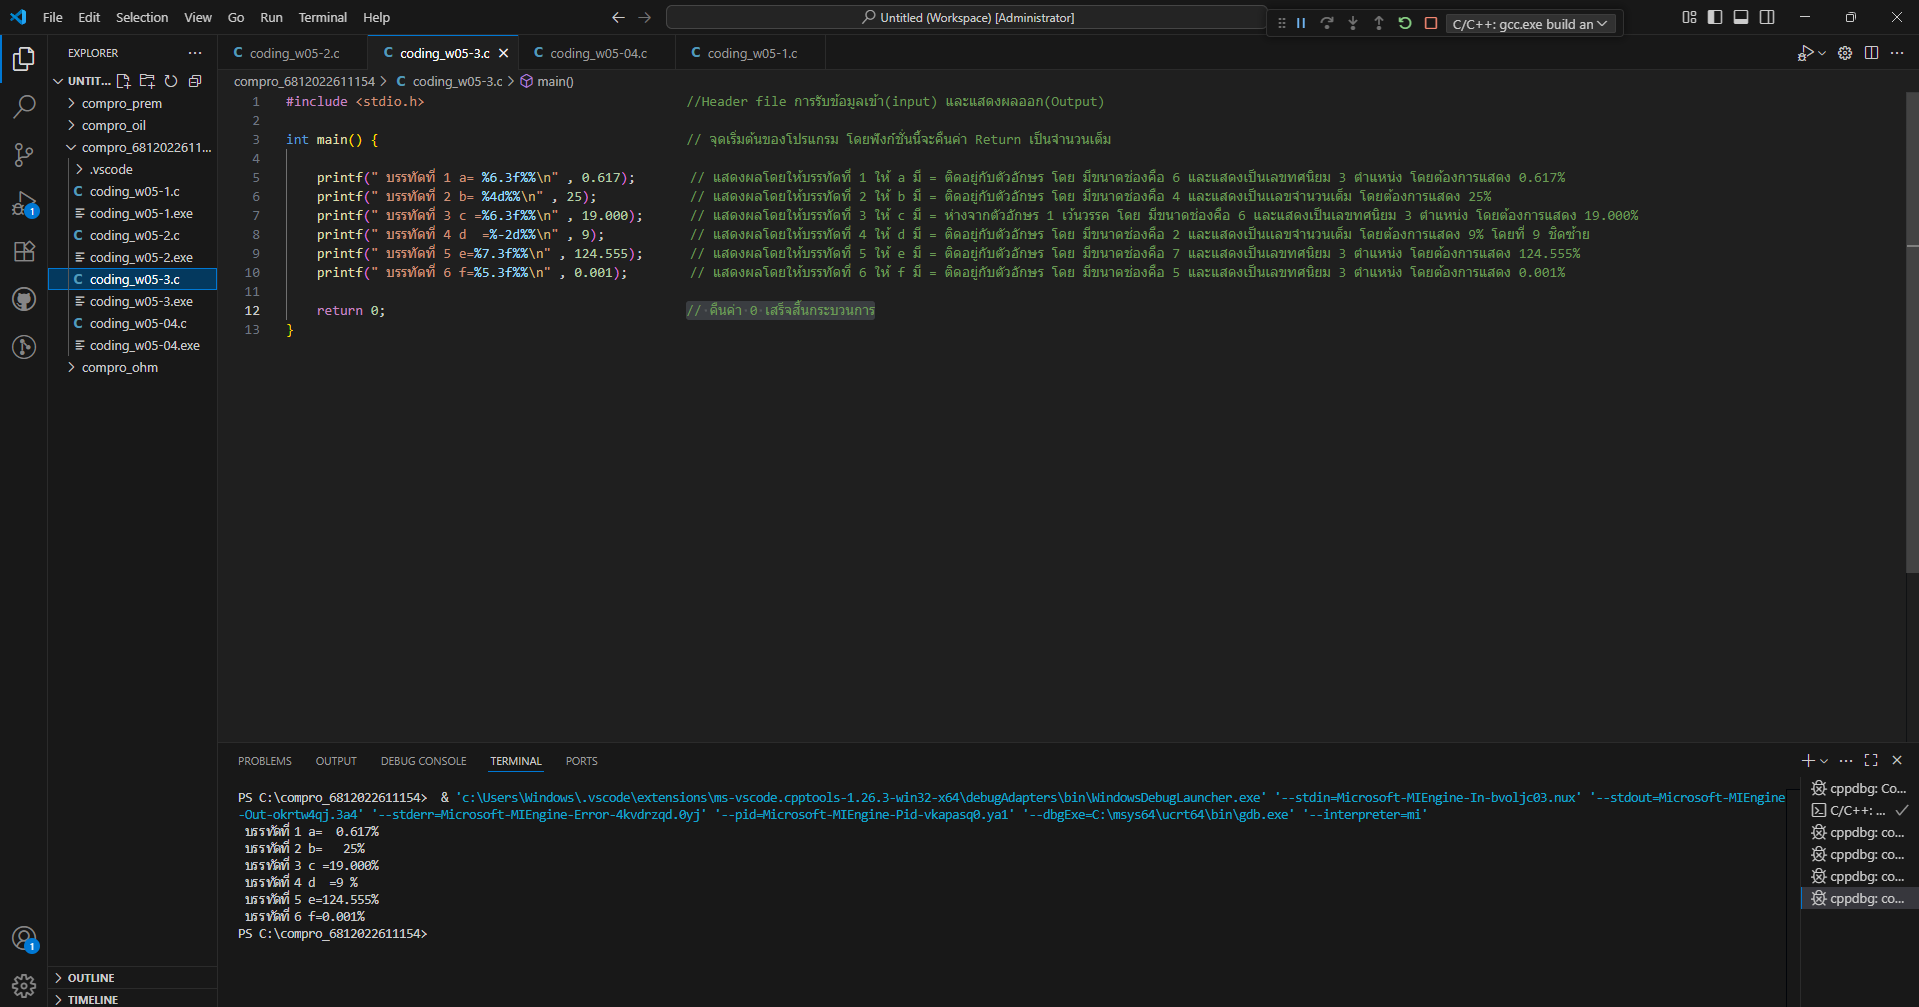 File Edit Selection View Go Run Terminal Help
Untitled (Workspace) [Administrator]
C/C++: gcc.exe build an
EXPLORER
UNTIT...
compro_prem
compro_oil
compro_6812022611...
.vscode
coding_w05-1.c
coding_w05-1.exe
coding_w05-2.c
coding_w05-2.exe
coding_w05-3.c
coding_w05-3.exe
coding_w05-04.c
coding_w05-04.exe
compro_ohm
OUTLINE
TIMELINE
1
1
coding_w05-2.c coding_w05-3.c coding_w05-04.c coding_w05-1.c
compro_6812022611154 > coding_w05-3.c > main()
1 #include <stdio.h> //Header file การรับข้อมูลเข้า(input) และแสดงผลออก(Output)
2
3 int main() { // จุดเริ่มต้นของโปรแกรม โดยฟังก์ชั่นนี้จะคืนค่า Return เป็นจำนวนเต็ม
4
5 printf(" บรรทัดที่ 1 a= %6.3f%%\n" , 0.617); // แสดงผลโดยให้บรรทัดที่ 1 ให้ a มี = ติดอยู่กับตัวอักษร โดย มีขนาดช่องคือ 6 และแสดงเป็นเลขทศนิยม 3 ตำแหน่ง โดยต้องการแสดง 0.617%
6 printf(" บรรทัดที่ 2 b= %4d%%\n" , 25); // แสดงผลโดยให้บรรทัดที่ 2 ให้ b มี = ติดอยู่กับตัวอักษร โดย มีขนาดช่องคือ 4 และแสดงเป็นเลขจำนวนเต็ม โดยต้องการแสดง 25%
7 printf(" บรรทัดที่ 3 c =%6.3f%%\n" , 19.000); // แสดงผลโดยให้บรรทัดที่ 3 ให้ c มี = ห่างจากตัวอักษร 1 เว้นวรรค โดย มีขนาดช่องคือ 6 และแสดงเป็นเลขทศนิยม 3 ตำแหน่ง โดยต้องการแสดง 19.000%
8 printf(" บรรทัดที่ 4 d  =%-2d%%\n" , 9); // แสดงผลโดยให้บรรทัดที่ 4 ให้ d มี = ติดอยู่กับตัวอักษร โดย มีขนาดช่องคือ 2 และแสดงเป็นเลขจำนวนเต็ม โดยต้องการแสดง 9% โดยที่ 9 ชิดซ้าย
9 printf(" บรรทัดที่ 5 e=%7.3f%%\n" , 124.555); // แสดงผลโดยให้บรรทัดที่ 5 ให้ e มี = ติดอยู่กับตัวอักษร โดย มีขนาดช่องคือ 7 และแสดงเป็นเลขทศนิยม 3 ตำแหน่ง โดยต้องการแสดง 124.555%
10 printf(" บรรทัดที่ 6 f=%5.3f%%\n" , 0.001); // แสดงผลโดยให้บรรทัดที่ 6 ให้ f มี = ติดอยู่กับตัวอักษร โดย มีขนาดช่องคือ 5 และแสดงเป็นเลขทศนิยม 3 ตำแหน่ง โดยต้องการแสดง 0.001%
11
12 return 0; // คืนค่า 0 เสร็จสิ้นกระบวนการ
13 }
PROBLEMS OUTPUT DEBUG CONSOLE TERMINAL PORTS
PS C:\compro_6812022611154>  & 'c:\Users\Windows\.vscode\extensions\ms-vscode.cpptools-1.26.3-win32-x64\debugAdapters\bin\WindowsDebugLauncher.exe' '--stdin=Microsoft-MIEngine-In-bvoljc03.nux' '--stdout=Microsoft-MIEngine
-Out-okrtw4qj.3a4' '--stderr=Microsoft-MIEngine-Error-4kvdrzqd.0yj' '--pid=Microsoft-MIEngine-Pid-vkapasq0.ya1' '--dbgExe=C:\msys64\ucrt64\bin\gdb.exe' '--interpreter=mi'
บรรทัดที่ 1 a=  0.617%
บรรทัดที่ 2 b=   25%
บรรทัดที่ 3 c =19.000%
บรรทัดที่ 4 d  =9 %
บรรทัดที่ 5 e=124.555%
บรรทัดที่ 6 f=0.001%
PS C:\compro_6812022611154>
cppdbg: Co...
C/C++: ...
cppdbg: co...
cppdbg: co...
cppdbg: co...
cppdbg: co...